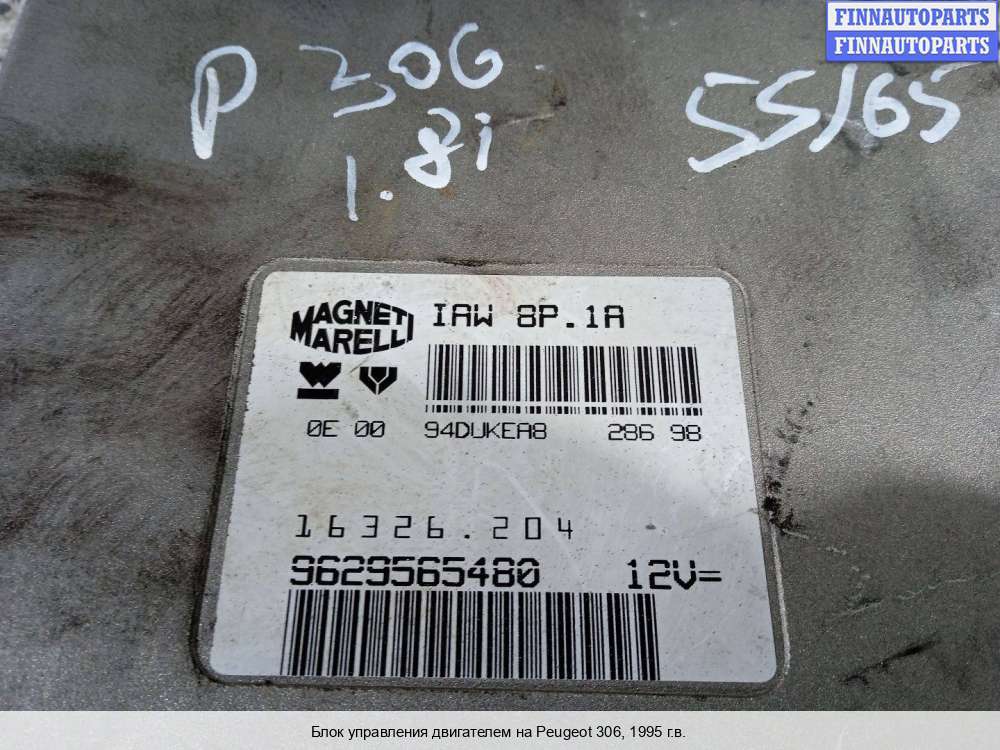 FINNAUTOPARTS
FINNAUTOPARTS
P 306
1.8i
55/65
MAGNETI
MARELLI
IAW 8P.1A
0E 00 94DUKEA8 286 98
16326.204
9629565480 12V=
Блок управления двигателем на Peugeot 306, 1995 г.в.